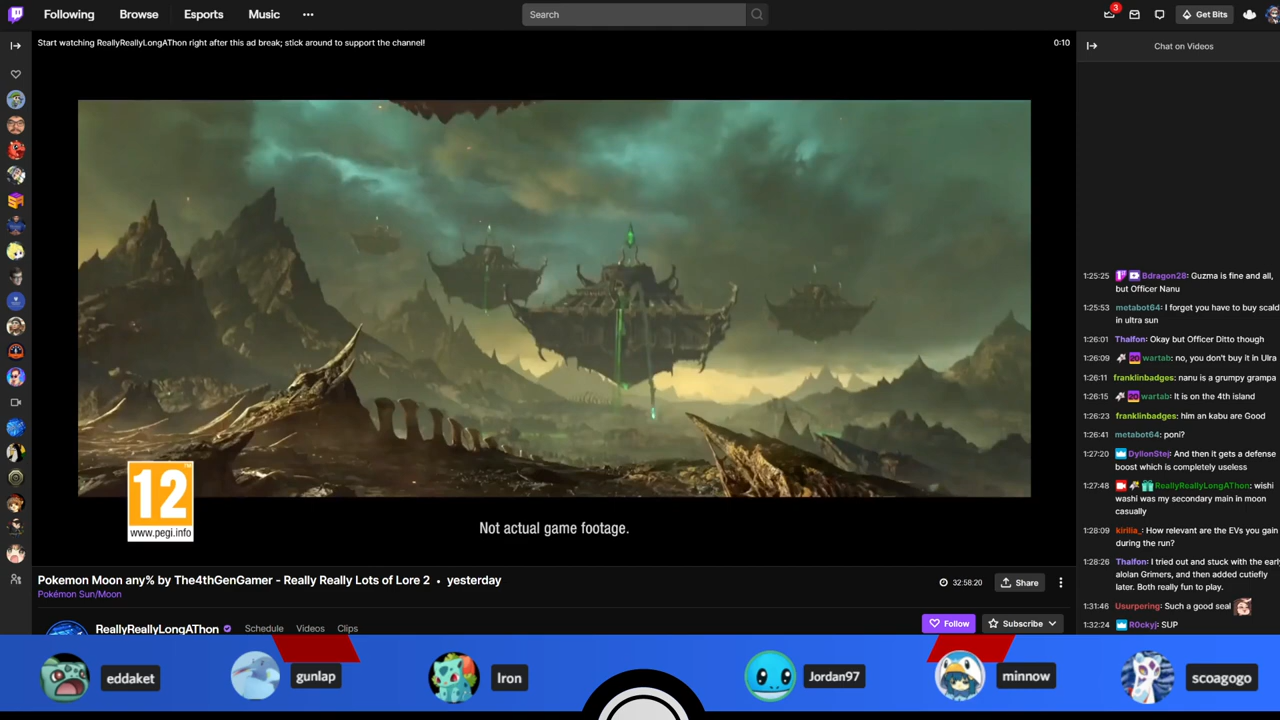 Following
Browse
Esports
Music
Search
3
Get Bits
Start watching ReallyReallyLongAThon right after this ad break; stick around to support the channel!
0:10
Chat on Videos
1:25:25 Bdragon28: Guzma is fine and all,
but Officer Nanu
1:25:53 metabot64: I forget you have to buy scald
in ultra sun
1:26:01 Thalfon: Okay but Officer Ditto though
1:26:09 wartab: no, you don't buy it in Ulra
1:26:11 franklinbadges: nanu is a grumpy grampa
1:26:15 wartab: It is on the 4th island
1:26:23 franklinbadges: him an kabu are Good
1:26:41 metabot64: poni?
1:27:20 DyllonStej: And then it gets a defense
boost which is completely useless
1:27:48 ReallyReallyLongAThon: wishi
washi was my secondary main in moon
casually
1:28:09 kirilia_: How relevant are the EVs you gain
during the run?
1:28:26 Thalfon: I tried out and stuck with the early
alolan Grimers, and then added cutiefly
later. Both really fun to play.
1:31:46 Usurpering: Such a good seal
1:32:24 R0ckyj: SUP
12
www.pegi.info
Not actual game footage.
Pokemon Moon any% by The4thGenGamer - Really Really Lots of Lore 2 • yesterday
Pokémon Sun/Moon
32:58:20
Share
ReallyReallyLongAThon
Schedule
Videos
Clips
Follow
Subscribe
eddaket
gunlap
Iron
Jordan97
minnow
scoagogo